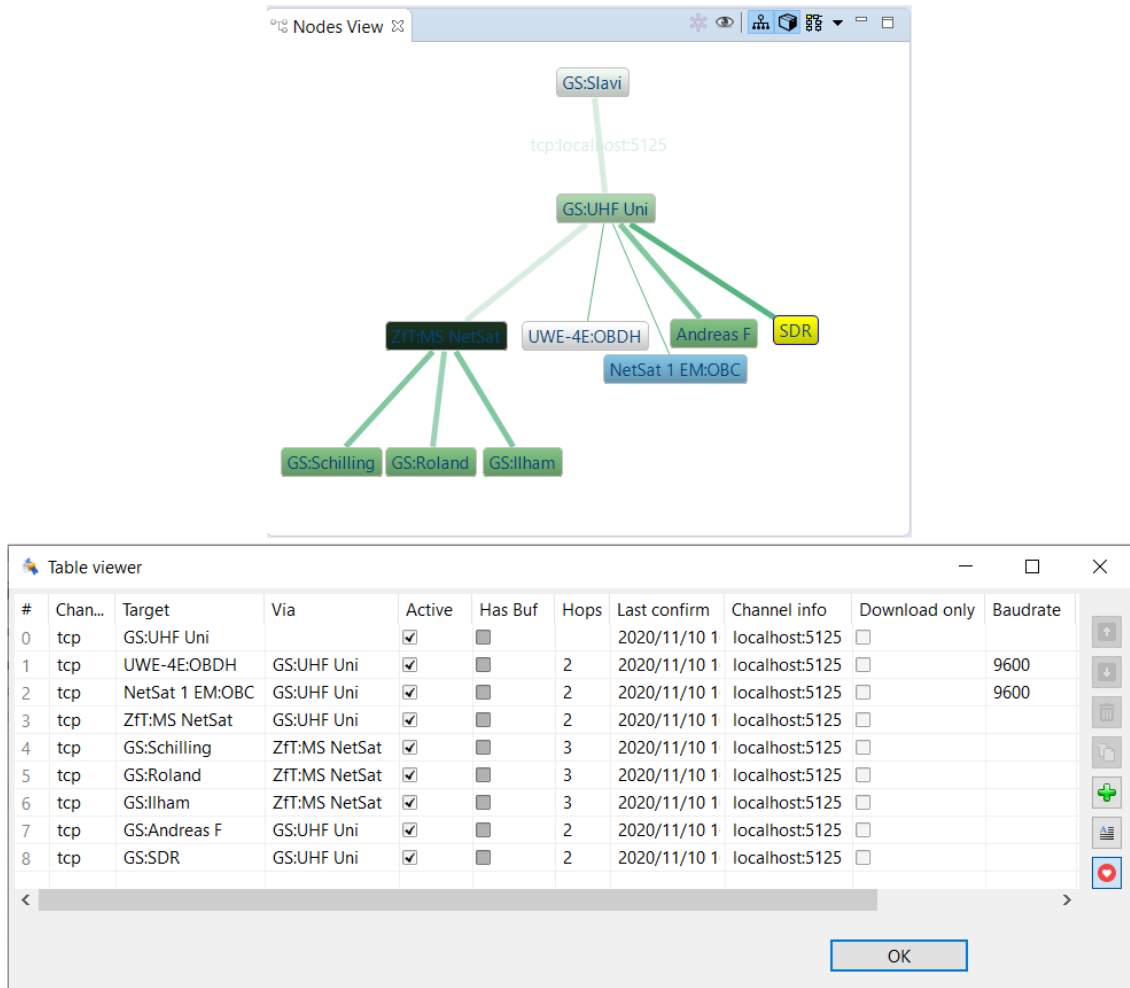 Nodes View
GS:Slavi
tcp:localhost:5125
GS:UHF Uni
ZfT:MS NetSat
UWE-4E:OBDH
Andreas F
SDR
NetSat 1 EM:OBC
GS:Schilling
GS:Roland
GS:Ilham
Table viewer
# Chan... Target Via Active Has Buf Hops Last confirm Channel info Download only Baudrate
0 tcp GS:UHF Uni 2020/11/10 1 localhost:5125
1 tcp UWE-4E:OBDH GS:UHF Uni 2 2020/11/10 1 localhost:5125 9600
2 tcp NetSat 1 EM:OBC GS:UHF Uni 2 2020/11/10 1 localhost:5125 9600
3 tcp ZfT:MS NetSat GS:UHF Uni 2 2020/11/10 1 localhost:5125
4 tcp GS:Schilling ZfT:MS NetSat 3 2020/11/10 1 localhost:5125
5 tcp GS:Roland ZfT:MS NetSat 3 2020/11/10 1 localhost:5125
6 tcp GS:Ilham ZfT:MS NetSat 3 2020/11/10 1 localhost:5125
7 tcp GS:Andreas F GS:UHF Uni 2 2020/11/10 1 localhost:5125
8 tcp GS:SDR GS:UHF Uni 2 2020/11/10 1 localhost:5125
OK